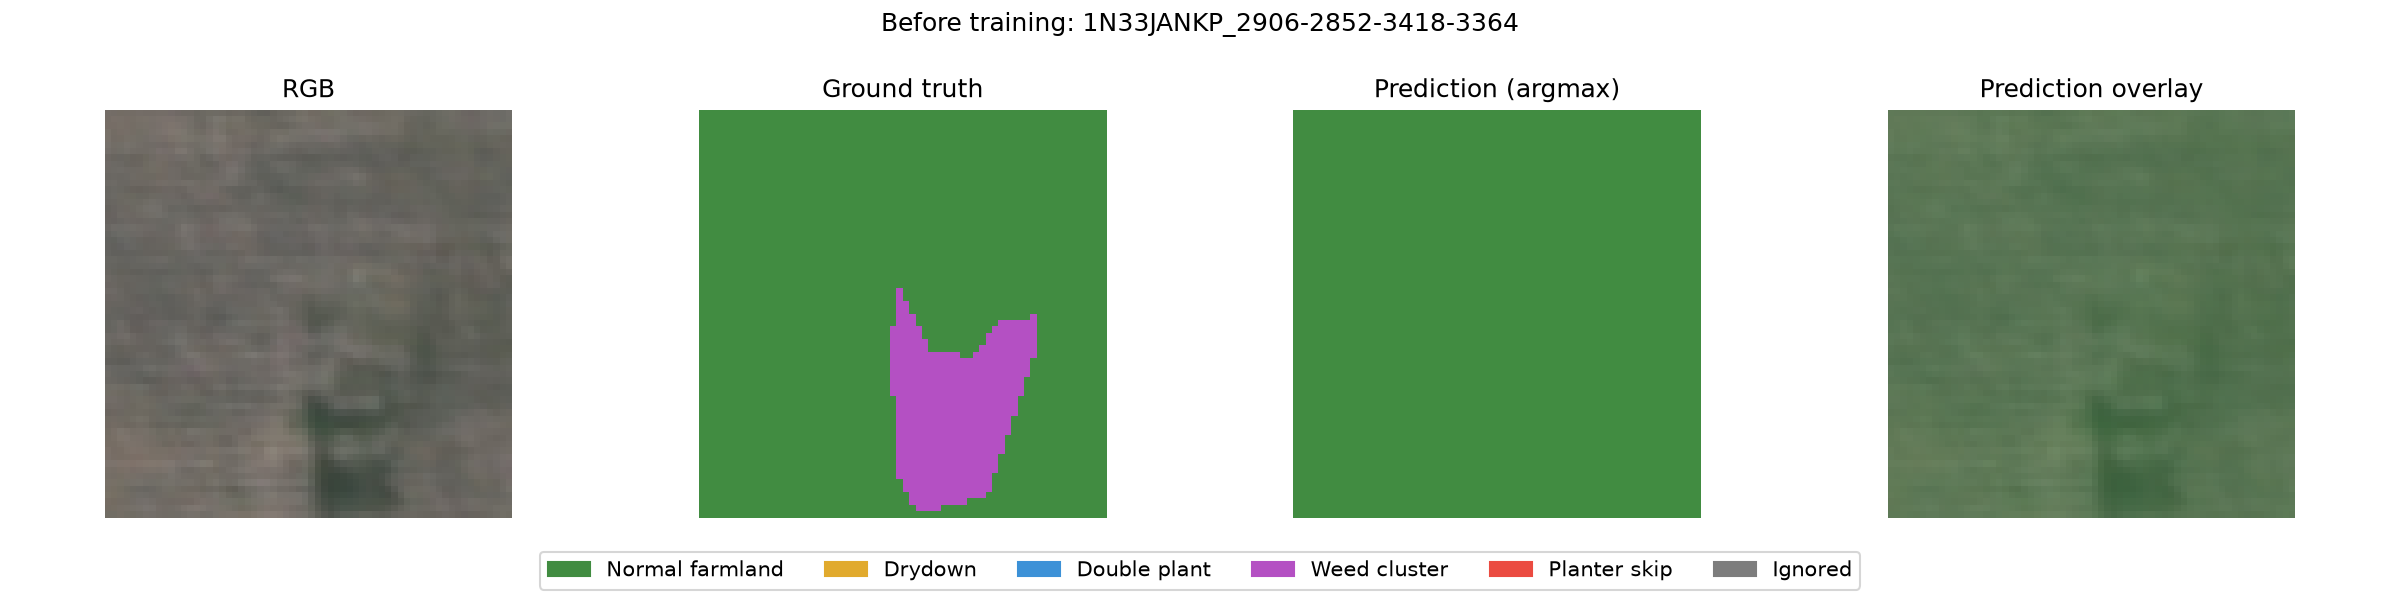 Before training: 1N33JANKP_2906-2852-3418-3364
RGB
Ground truth
Prediction (argmax)
Prediction overlay
Normal farmland
Drydown
Double plant
Weed cluster
Planter skip
Ignored